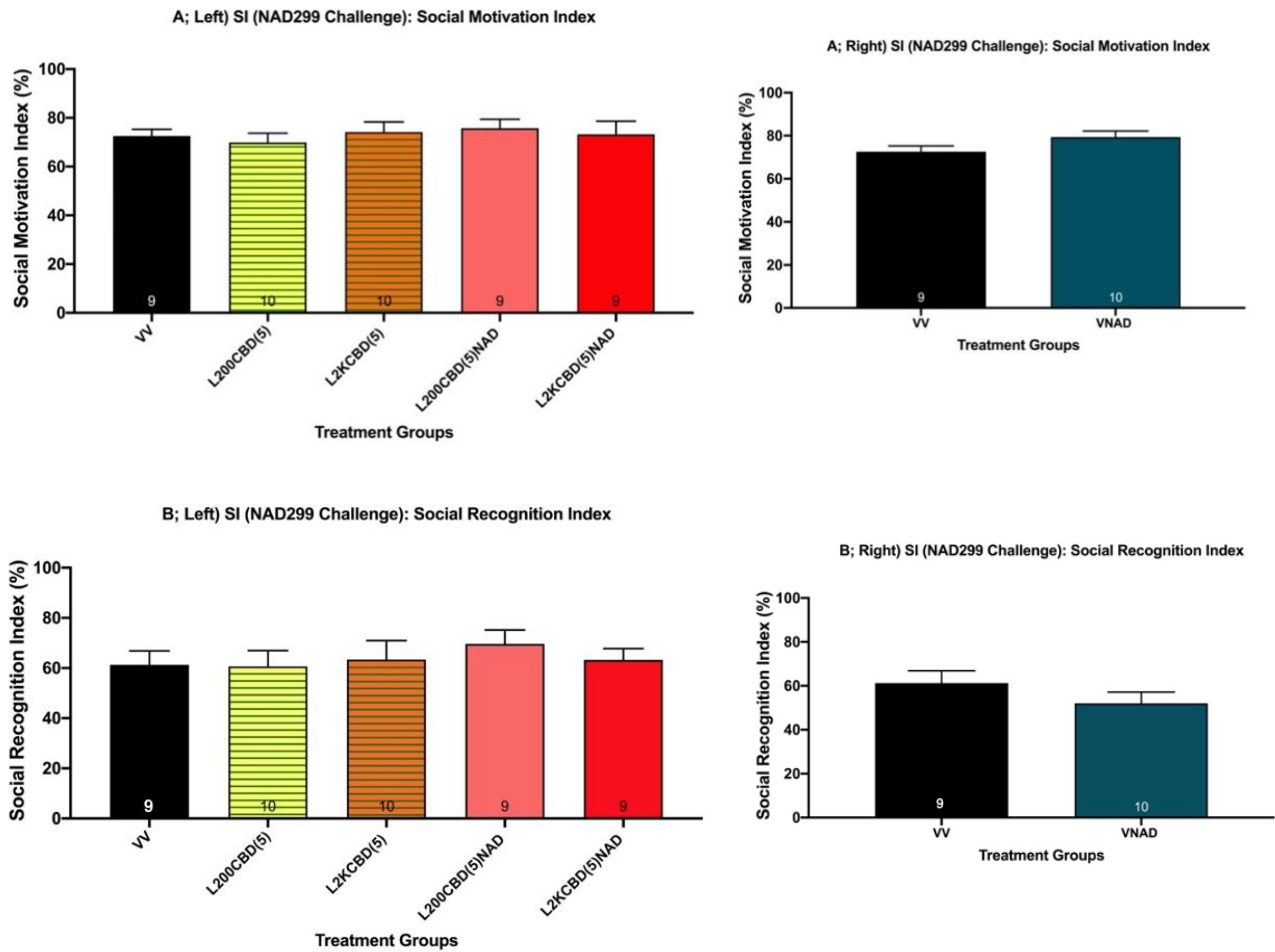 A; Left) SI (NAD299 Challenge): Social Motivation Index
Social Motivation Index (%)
100
80
60
40
20
0
9
10
10
9
9
VV
L200CBD(5)
L2KCBD(5)
L200CBD(5)NAD
L2KCBD(5)NAD
Treatment Groups
A; Right) SI (NAD299 Challenge): Social Motivation Index
Social Motivation Index (%)
100
80
60
40
20
0
9
10
VV
VNAD
Treatment Groups
B; Left) SI (NAD299 Challenge): Social Recognition Index
Social Recognition Index (%)
100
80
60
40
20
0
9
10
10
9
9
VV
L200CBD(5)
L2KCBD(5)
L200CBD(5)NAD
L2KCBD(5)NAD
Treatment Groups
B; Right) SI (NAD299 Challenge): Social Recognition Index
Social Recognition Index (%)
100
80
60
40
20
0
9
10
VV
VNAD
Treatment Groups